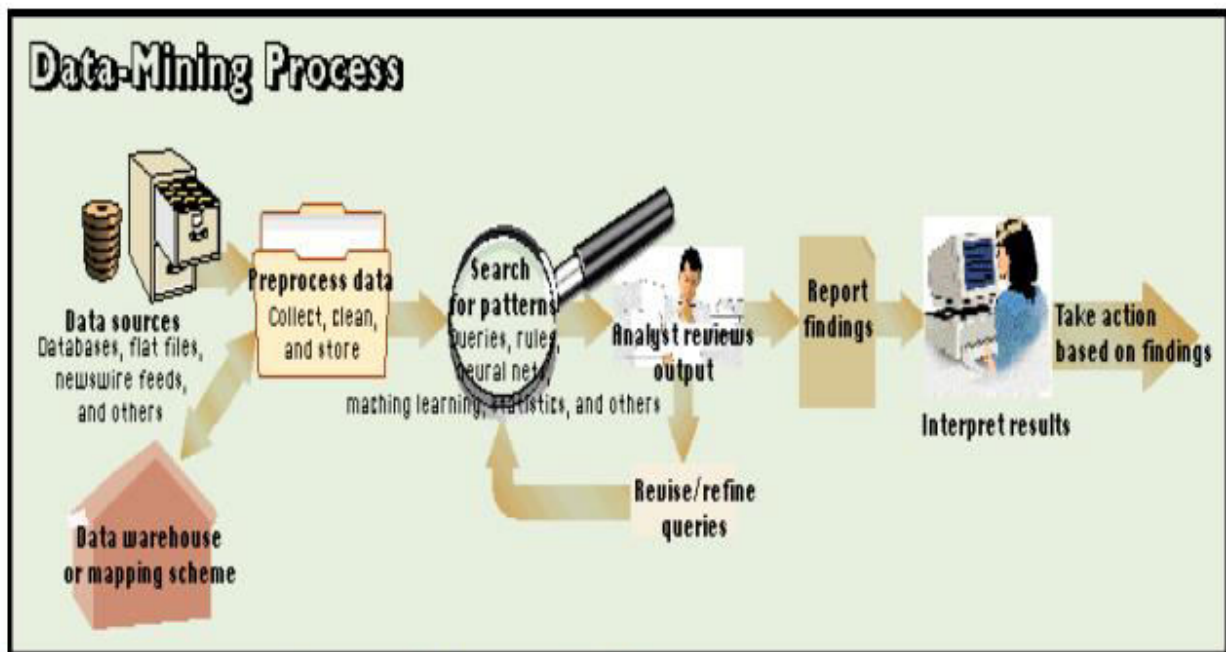 Data-Mining Process
Data sources
Databases, flat files,
newswire feeds,
and others
Data warehouse
or mapping scheme
Preprocess data
Collect, clean,
and store
Search
for patterns
Queries, rules,
neural nets,
maching learning, statistics, and others
Analyst reviews
output
Revise/refine
queries
Report
findings
Interpret results
Take action
based on findings